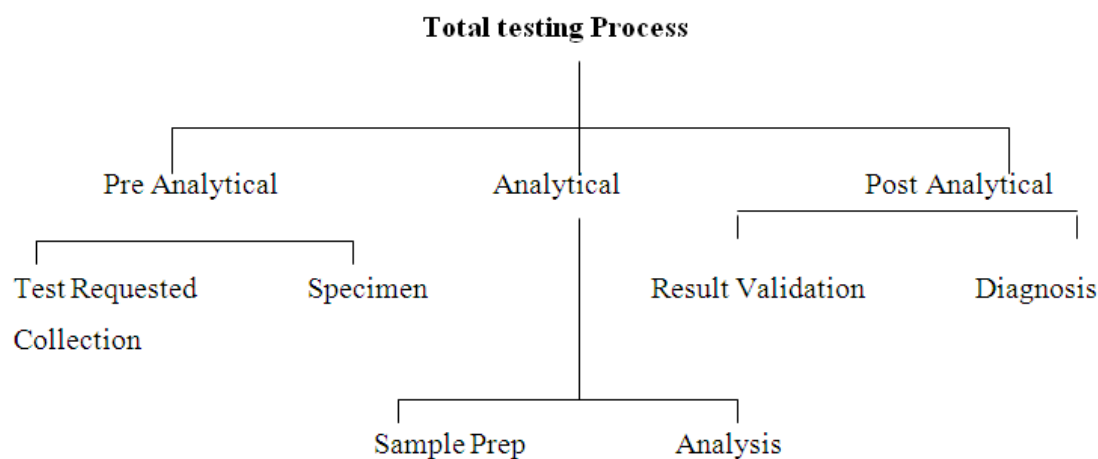 Total testing Process
Pre Analytical Analytical Post Analytical
Test Requested Specimen Result Validation Diagnosis
Collection
Sample Prep Analysis